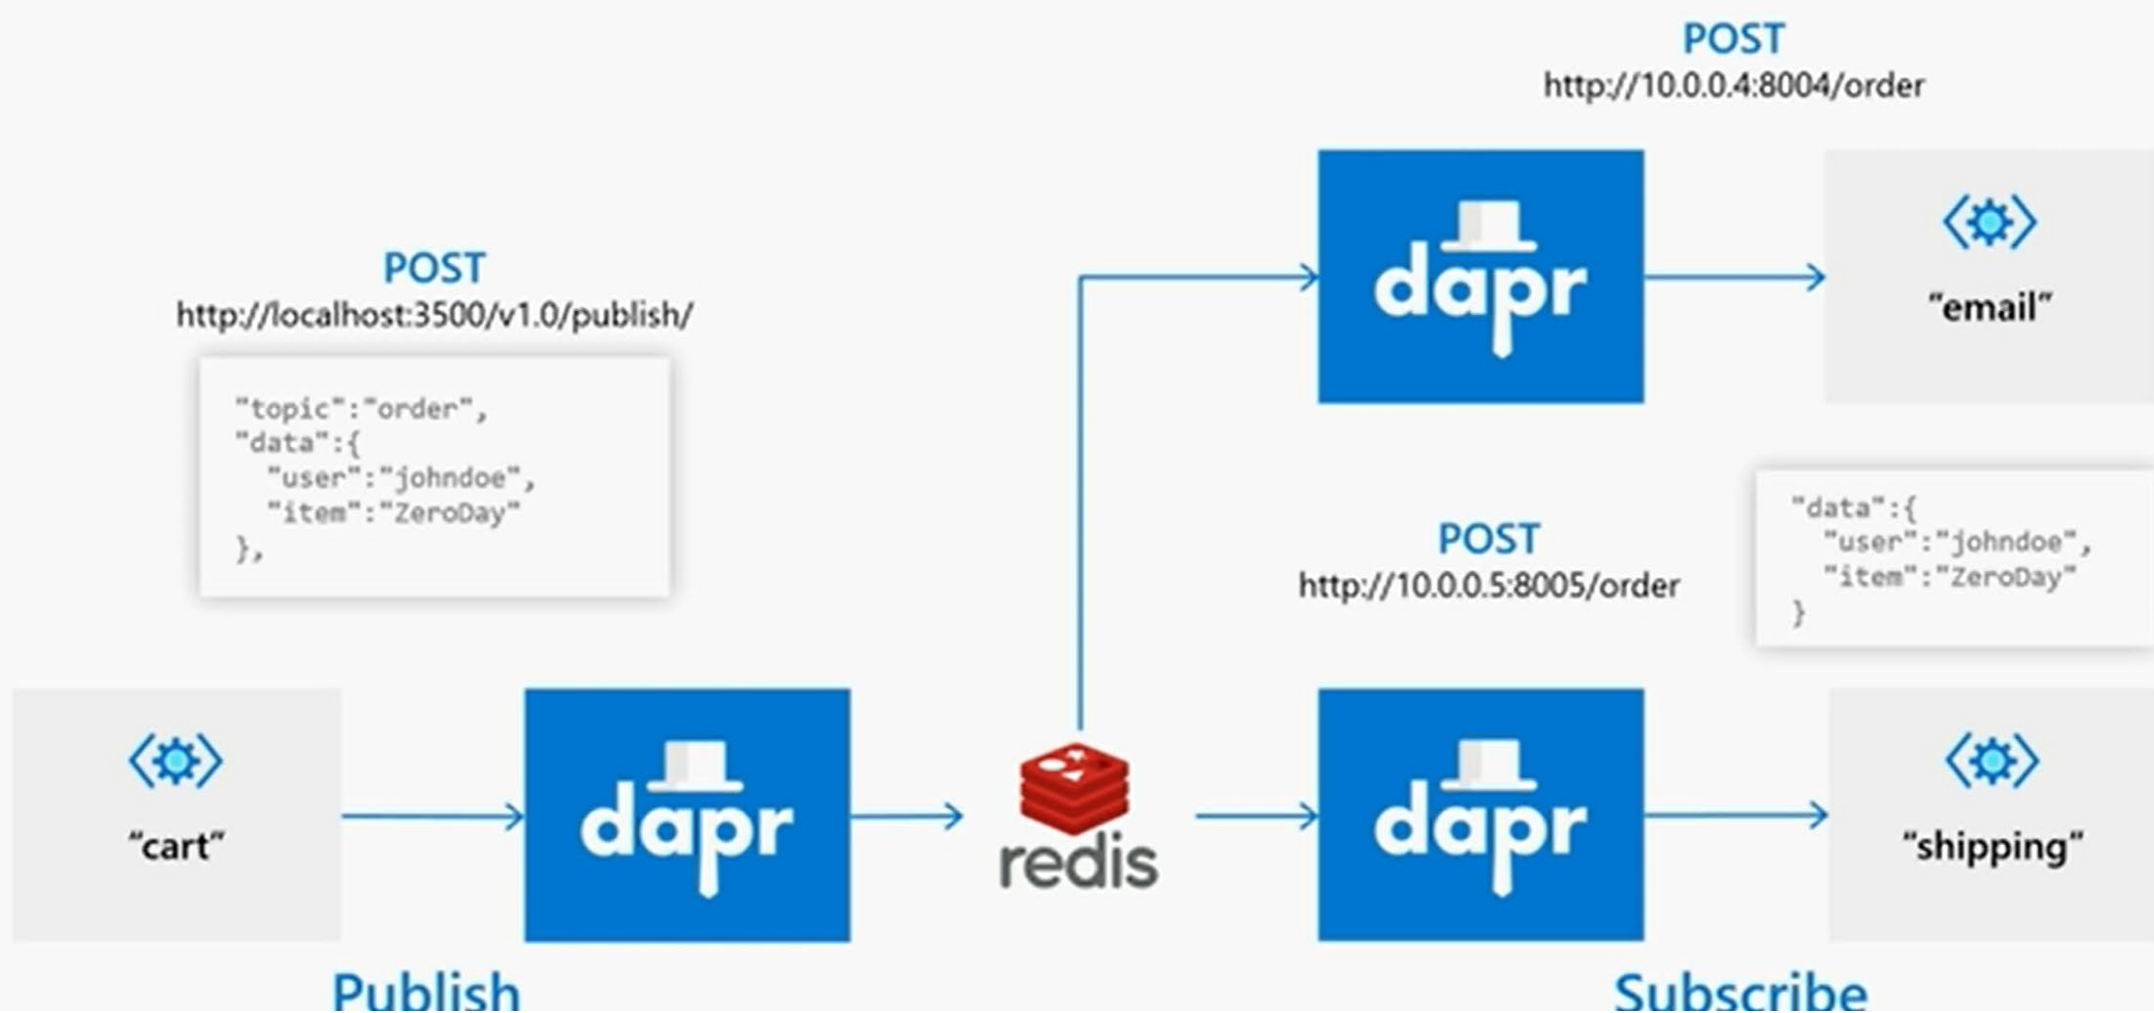 POST
http://10.0.0.4:8004/order
dapr
"email"
POST
http://localhost:3500/v1.0/publish/
"topic":"order",
"data":{
"user":"johndoe",
"item":"ZeroDay"
},
POST
http://10.0.0.5:8005/order
"data":{
"user":"johndoe",
"item":"ZeroDay"
}
"cart"
dapr
redis
dapr
"shipping"
Publish
Subscribe